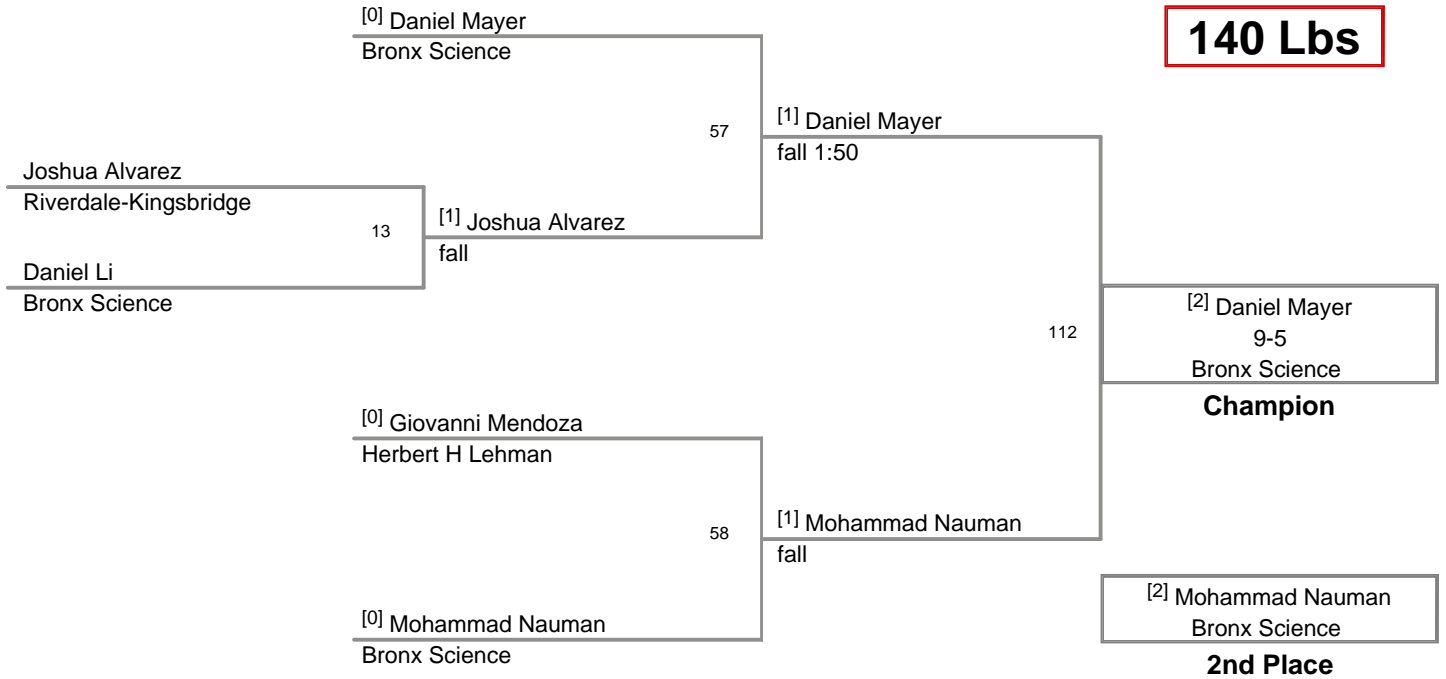 [0] Daniel Mayer
Bronx Science
140 Lbs
57
[1] Daniel Mayer
fall 1:50
Joshua Alvarez
Riverdale-Kingsbridge
13
[1] Joshua Alvarez
fall
Daniel Li
Bronx Science
112
[2] Daniel Mayer
9-5
Bronx Science
Champion
[0] Giovanni Mendoza
Herbert H Lehman
58
[1] Mohammad Nauman
fall
[0] Mohammad Nauman
Bronx Science
[2] Mohammad Nauman
Bronx Science
2nd Place